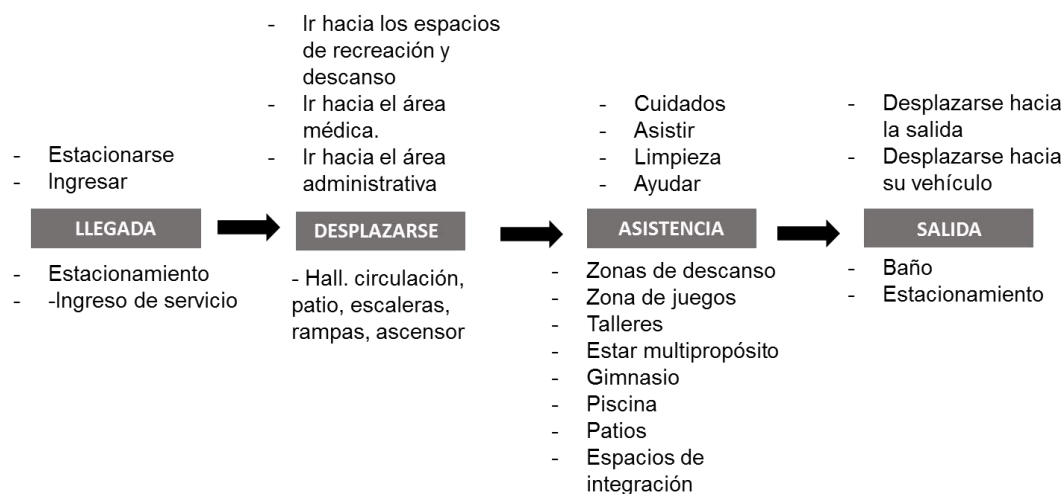 - Estacionarse
- Ingresar
LLEGADA
- Estacionamiento
- -Ingreso de servicio
- Ir hacia los espacios
de recreación y
descanso
- Ir hacia el área
médica.
- Ir hacia el área
administrativa
DESPLAZARSE
- Hall. circulación,
patio, escaleras,
rampas, ascensor
- Cuidados
- Asistir
- Limpieza
- Ayudar
ASISTENCIA
- Zonas de descanso
- Zona de juegos
- Talleres
- Estar multipropósito
- Gimnasio
- Piscina
- Patios
- Espacios de
integración
- Desplazarse hacia
la salida
- Desplazarse hacia
su vehículo
SALIDA
- Baño
- Estacionamiento